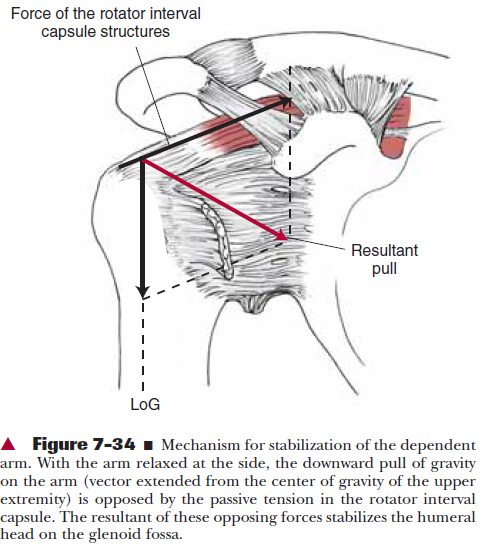 Force of the rotator interval
capsule structures
Resultant
pull
LoG
▲ Figure 7–34 ■ Mechanism for stabilization of the dependent
arm. With the arm relaxed at the side, the downward pull of gravity
on the arm (vector extended from the center of gravity of the upper
extremity) is opposed by the passive tension in the rotator interval
capsule. The resultant of these opposing forces stabilizes the humeral
head on the glenoid fossa.